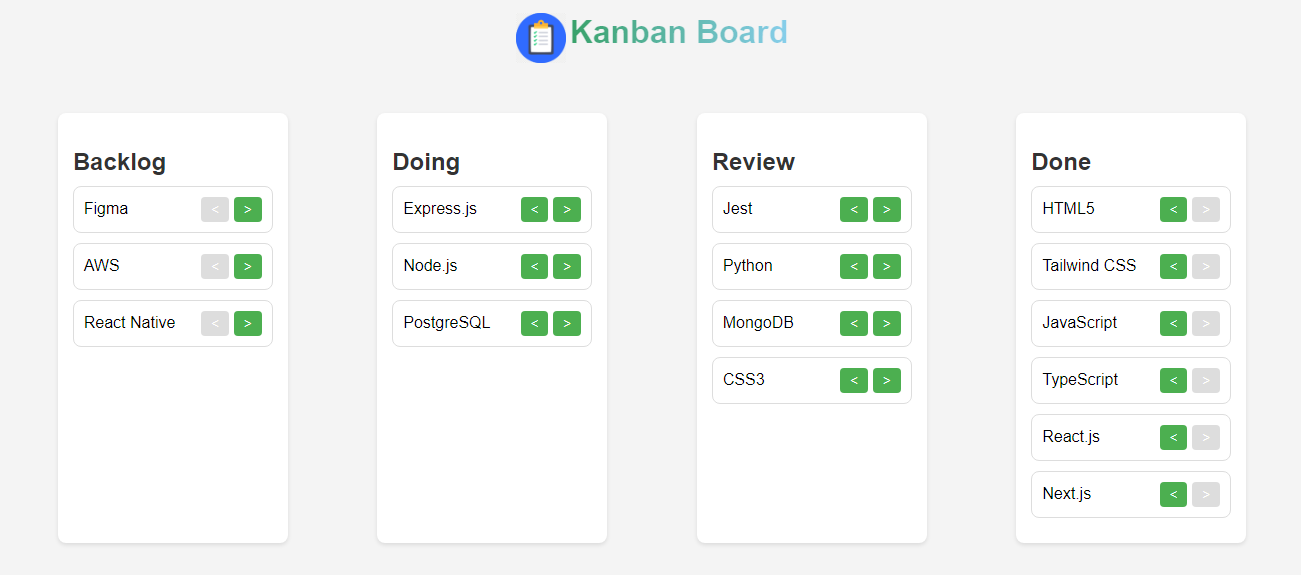 Kanban Board
Backlog
Figma < >
AWS < >
React Native < >
Doing
Express.js < >
Node.js < >
PostgreSQL < >
Review
Jest < >
Python < >
MongoDB < >
CSS3 < >
Done
HTML5 < >
Tailwind CSS < >
JavaScript < >
TypeScript < >
React.js < >
Next.js < >